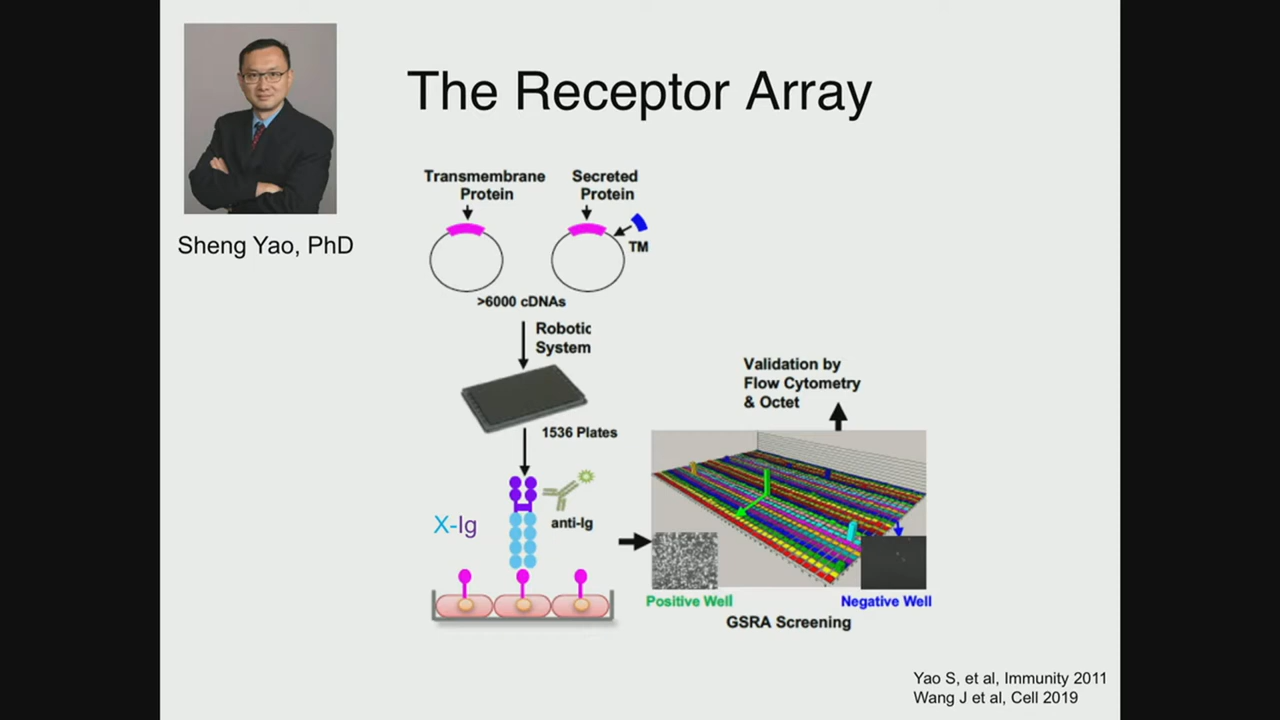 The Receptor Array
Sheng Yao, PhD
Transmembrane
Protein
Secreted
Protein
TM
>6000 cDNAs
Robotic
System
1536 Plates
X-Ig
anti-Ig
Validation by
Flow Cytometry
& Octet
Positive Well
Negative Well
GSRA Screening
Yao S, et al, Immunity 2011
Wang J et al, Cell 2019